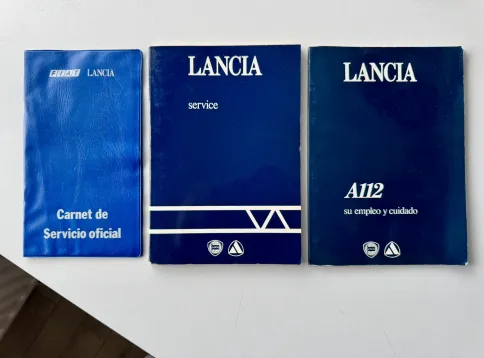 FIAT LANCIA
Carnet de
Servicio oficial
LANCIA
service
LANCIA
A112
su empleo y cuidado